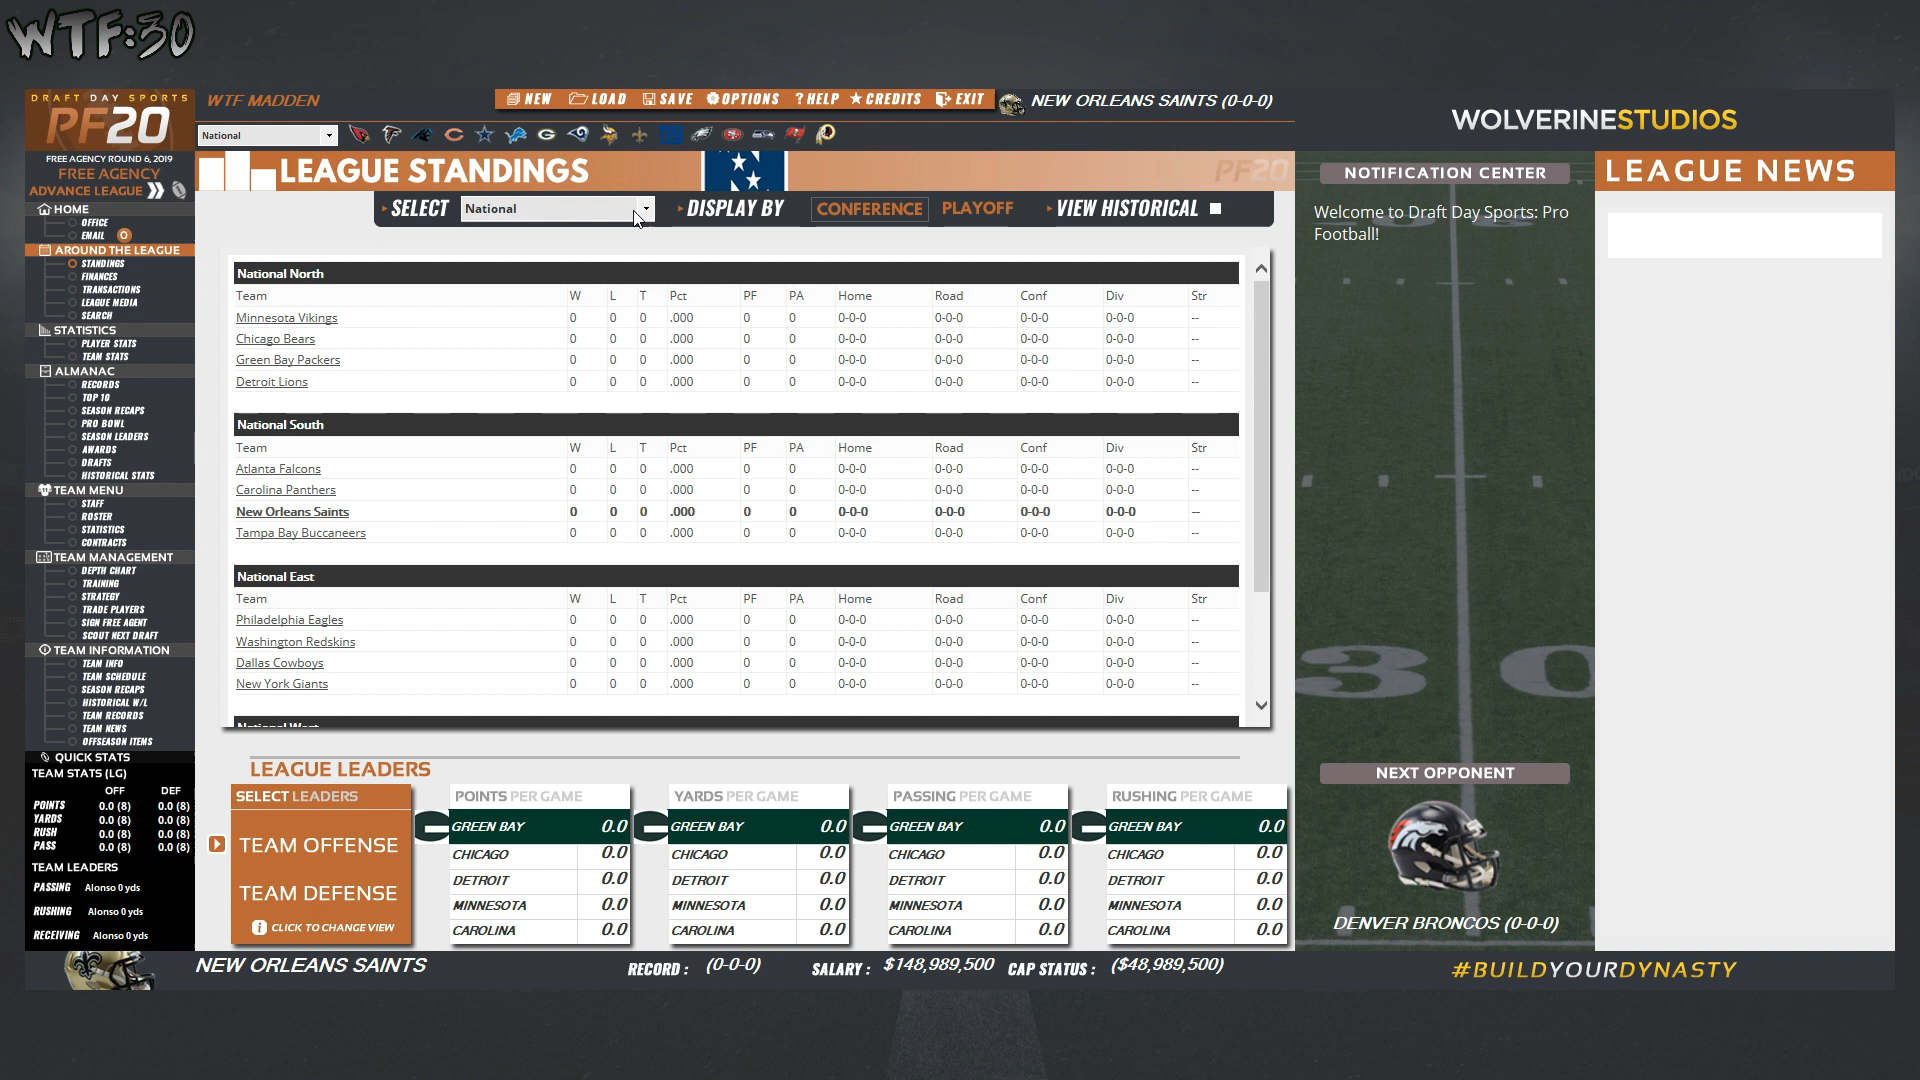 WTF:30
DRAFT DAY SPORTS
PF20
WTF MADDEN
NEW LOAD SAVE OPTIONS ? HELP CREDITS EXIT
NEW ORLEANS SAINTS (0-0-0)
WOLVERINESTUDIOS
National
FREE AGENCY ROUND 6, 2019
FREE AGENCY
ADVANCE LEAGUE
HOME
OFFICE
EMAIL 0
AROUND THE LEAGUE
STANDINGS
FINANCES
TRANSACTIONS
LEAGUE MEDIA
SEARCH
STATISTICS
PLAYER STATS
TEAM STATS
ALMANAC
RECORDS
TOP 10
SEASON RECAPS
PRO BOWL
SEASON LEADERS
AWARDS
DRAFTS
HISTORICAL STATS
TEAM MENU
STAFF
ROSTER
STATISTICS
CONTRACTS
TEAM MANAGEMENT
DEPTH CHART
TRAINING
STRATEGY
TRADE PLAYERS
SIGN FREE AGENT
SCOUT NEXT DRAFT
TEAM INFORMATION
TEAM INFO
TEAM SCHEDULE
SEASON RECAPS
HISTORICAL W/L
TEAM RECORDS
TEAM NEWS
OFFSEASON ITEMS
QUICK STATS
TEAM STATS (LG)
OFF DEF
POINTS 0.0 (8) 0.0 (8)
YARDS 0.0 (8) 0.0 (8)
RUSH 0.0 (8) 0.0 (8)
PASS 0.0 (8) 0.0 (8)
TEAM LEADERS
PASSING Alonso 0 yds
RUSHING Alonso 0 yds
RECEIVING Alonso 0 yds
LEAGUE STANDINGS
PF20
SELECT National DISPLAY BY CONFERENCE PLAYOFF VIEW HISTORICAL
National North
Team W L T Pct PF PA Home Road Conf Div Str
Minnesota Vikings 0 0 0 .000 0 0 0-0-0 0-0-0 0-0-0 0-0-0 --
Chicago Bears 0 0 0 .000 0 0 0-0-0 0-0-0 0-0-0 0-0-0 --
Green Bay Packers 0 0 0 .000 0 0 0-0-0 0-0-0 0-0-0 0-0-0 --
Detroit Lions 0 0 0 .000 0 0 0-0-0 0-0-0 0-0-0 0-0-0 --
National South
Team W L T Pct PF PA Home Road Conf Div Str
Atlanta Falcons 0 0 0 .000 0 0 0-0-0 0-0-0 0-0-0 0-0-0 --
Carolina Panthers 0 0 0 .000 0 0 0-0-0 0-0-0 0-0-0 0-0-0 --
New Orleans Saints 0 0 0 .000 0 0 0-0-0 0-0-0 0-0-0 0-0-0 --
Tampa Bay Buccaneers 0 0 0 .000 0 0 0-0-0 0-0-0 0-0-0 0-0-0 --
National East
Team W L T Pct PF PA Home Road Conf Div Str
Philadelphia Eagles 0 0 0 .000 0 0 0-0-0 0-0-0 0-0-0 0-0-0 --
Washington Redskins 0 0 0 .000 0 0 0-0-0 0-0-0 0-0-0 0-0-0 --
Dallas Cowboys 0 0 0 .000 0 0 0-0-0 0-0-0 0-0-0 0-0-0 --
New York Giants 0 0 0 .000 0 0 0-0-0 0-0-0 0-0-0 0-0-0 --
National West
LEAGUE LEADERS
SELECT LEADERS
TEAM OFFENSE
TEAM DEFENSE
CLICK TO CHANGE VIEW
POINTS PER GAME
GREEN BAY 0.0
CHICAGO 0.0
DETROIT 0.0
MINNESOTA 0.0
CAROLINA 0.0
YARDS PER GAME
GREEN BAY 0.0
CHICAGO 0.0
DETROIT 0.0
MINNESOTA 0.0
CAROLINA 0.0
PASSING PER GAME
GREEN BAY 0.0
CHICAGO 0.0
DETROIT 0.0
MINNESOTA 0.0
CAROLINA 0.0
RUSHING PER GAME
GREEN BAY 0.0
CHICAGO 0.0
DETROIT 0.0
MINNESOTA 0.0
CAROLINA 0.0
NOTIFICATION CENTER
Welcome to Draft Day Sports: Pro
Football!
30
NEXT OPPONENT
DENVER BRONCOS (0-0-0)
LEAGUE NEWS
NEW ORLEANS SAINTS
RECORD : (0-0-0) SALARY : $148,989,500 CAP STATUS : ($48,989,500)
#BUILDYOURDYNASTY